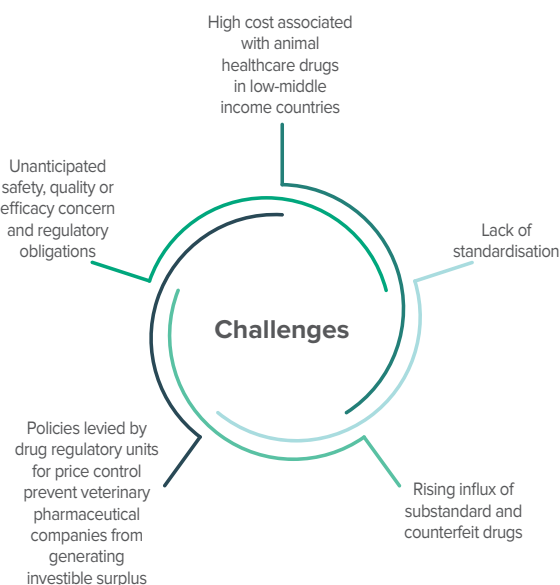 High cost associated
with animal
healthcare drugs
in low-middle
income countries
Unanticipated
safety, quality or
efficacy concern
and regulatory
obligations
Lack of
standardisation
Challenges
Policies levied by
drug regulatory units
for price control
prevent veterinary
pharmaceutical
companies from
generating
investible surplus
Rising influx of
substandard and
counterfeit drugs